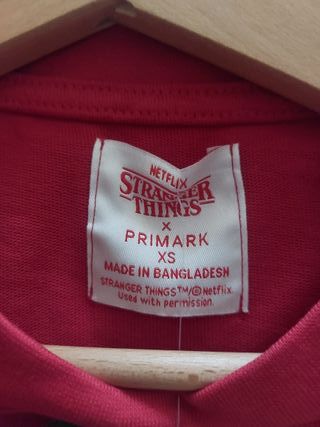 NETFLIX
STRANGER
THINGS
x
PRIMARK
XS
MADE IN BANGLADESH
STRANGER THINGS™/©Netflix.
Used with permission.